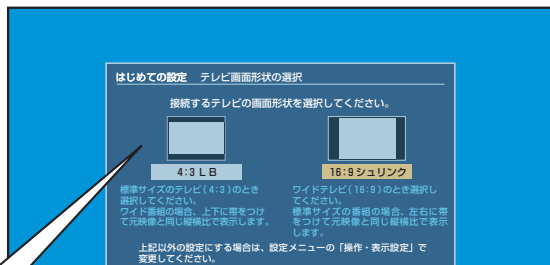 はじめての設定 テレビ画面形状の選択
接続するテレビの画面形状を選択してください。
4:3 L B
16:9 シュリンク
標準サイズのテレビ(4:3)のとき
選択してください。
ワイド番組の場合、上下に帯をつけ
て元映像と同じ縦横比で表示します。
ワイドテレビ(16:9)のとき選択し
てください。
標準サイズの番組の場合、左右に帯
をつけて元映像と同じ縦横比で表示
します。
上記以外の設定にする場合は、設定メニューの「操作・表示設定」で
変更してください。